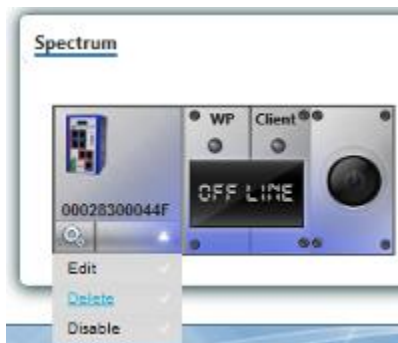 Spectrum
WP Client
OFF LINE
00028300044F
Edit
Delete
Disable